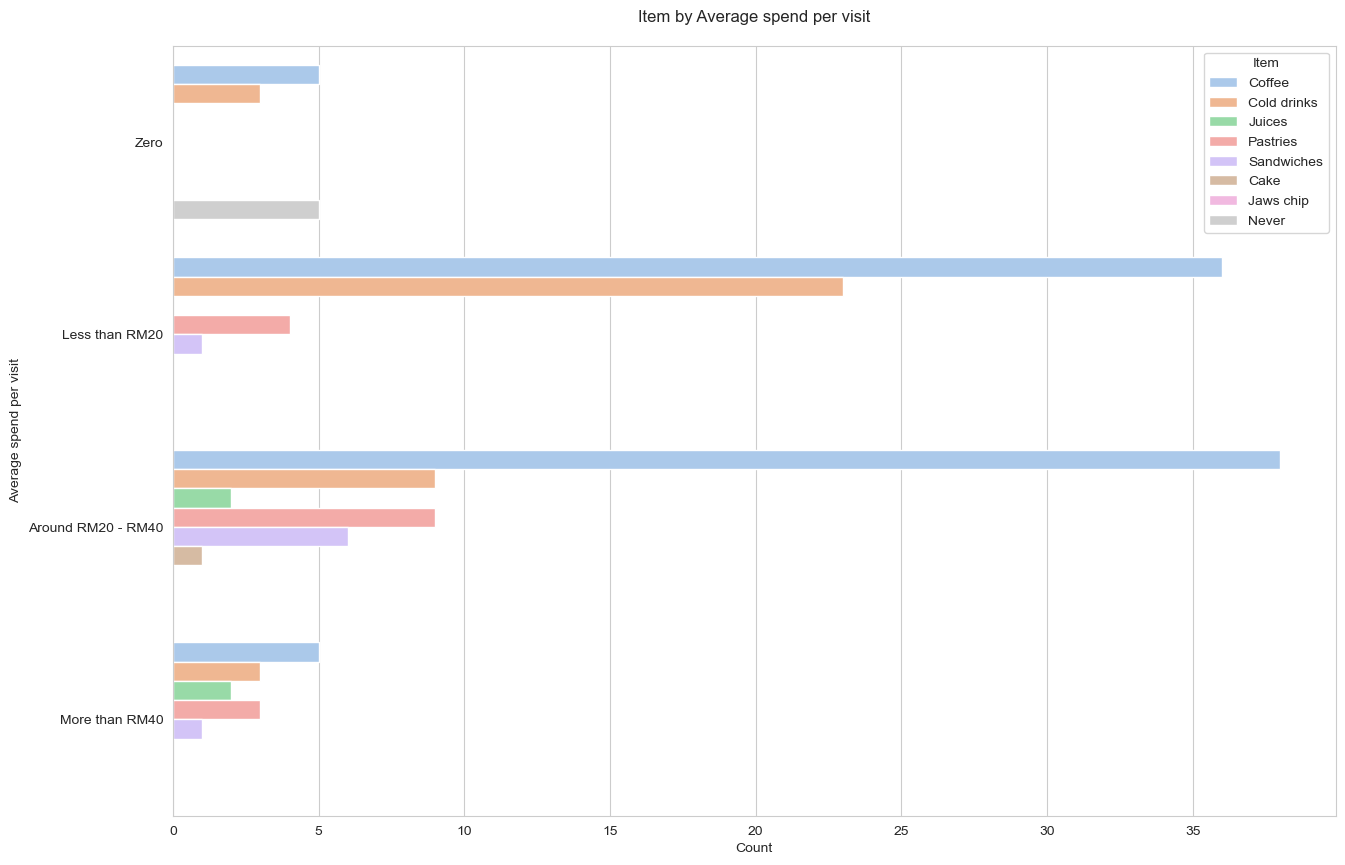 Item by Average spend per visit
Item
Coffee
Cold drinks
Juices
Pastries
Sandwiches
Cake
Jaws chip
Never
Average spend per visit
Zero
Less than RM20
Around RM20 - RM40
More than RM40
0 5 10 15 20 25 30 35
Count